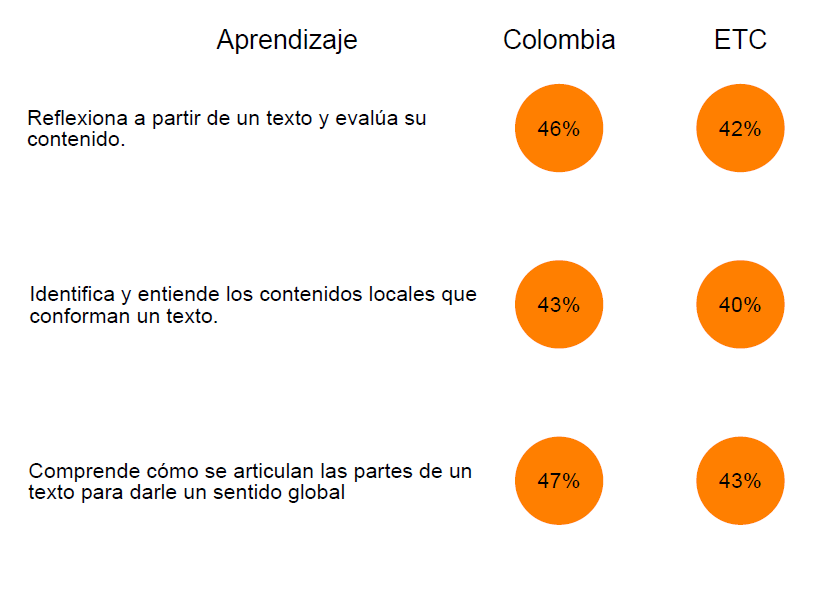 Aprendizaje Colombia ETC
Reflexiona a partir de un texto y evalúa su
contenido.
46% 42%
Identifica y entiende los contenidos locales que
conforman un texto.
43% 40%
Comprende cómo se articulan las partes de un
texto para darle un sentido global
47% 43%